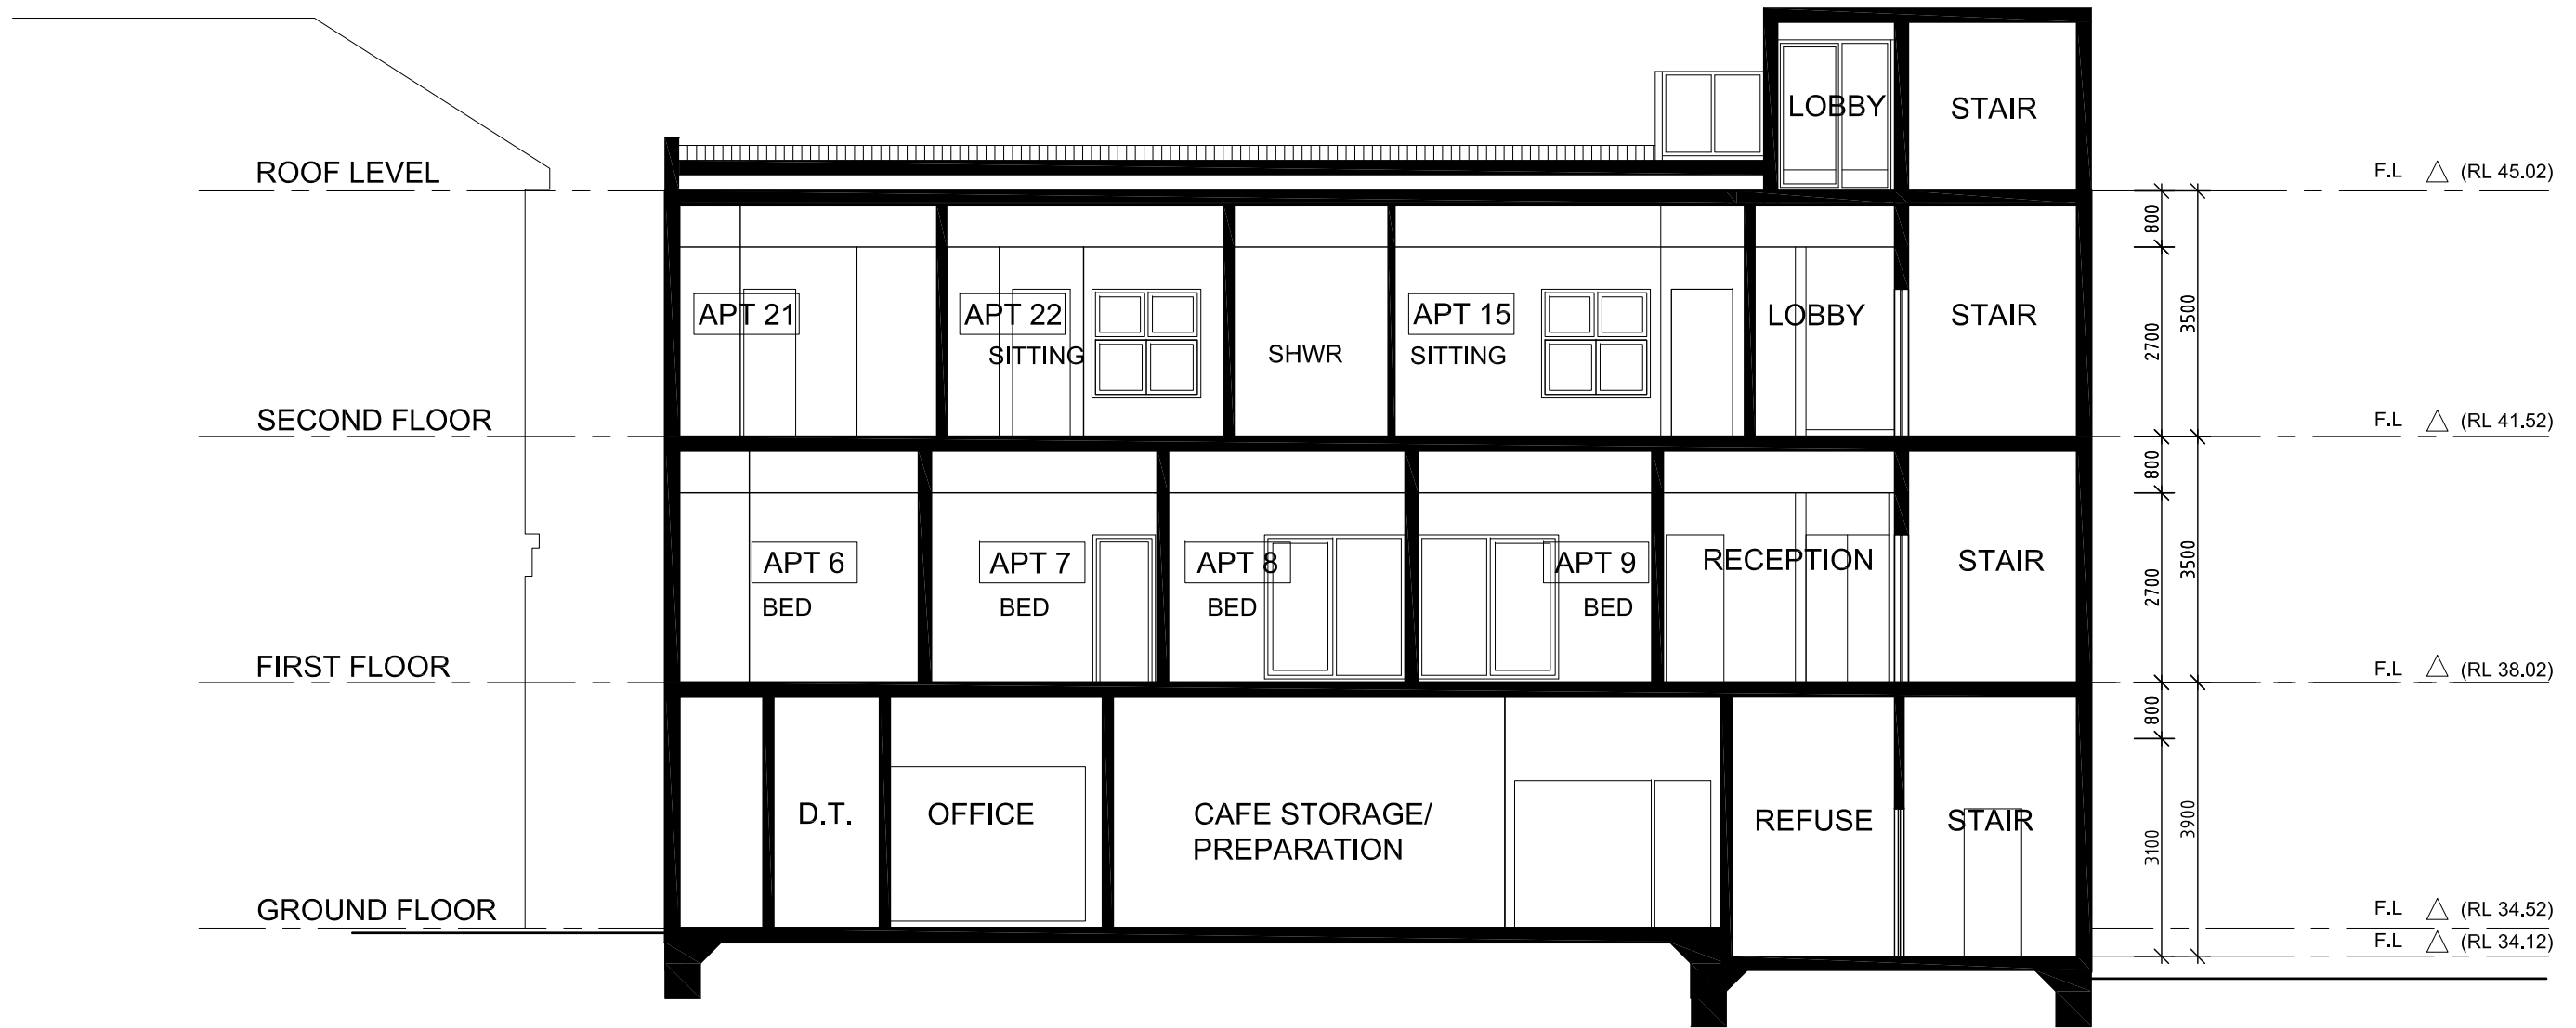 LOBBY
STAIR
ROOF LEVEL
F.L (RL 45.02)
800
APT 21
APT 22
SITTING
SHWR
APT 15
SITTING
LOBBY
STAIR
2700
3500
SECOND FLOOR
F.L (RL 41.52)
800
APT 6
BED
APT 7
BED
APT 8
BED
APT 9
BED
RECEPTION
STAIR
2700
3500
FIRST FLOOR
F.L (RL 38.02)
800
D.T.
OFFICE
CAFE STORAGE/
PREPARATION
REFUSE
STAIR
3100
3900
GROUND FLOOR
F.L (RL 34.52)
F.L (RL 34.12)